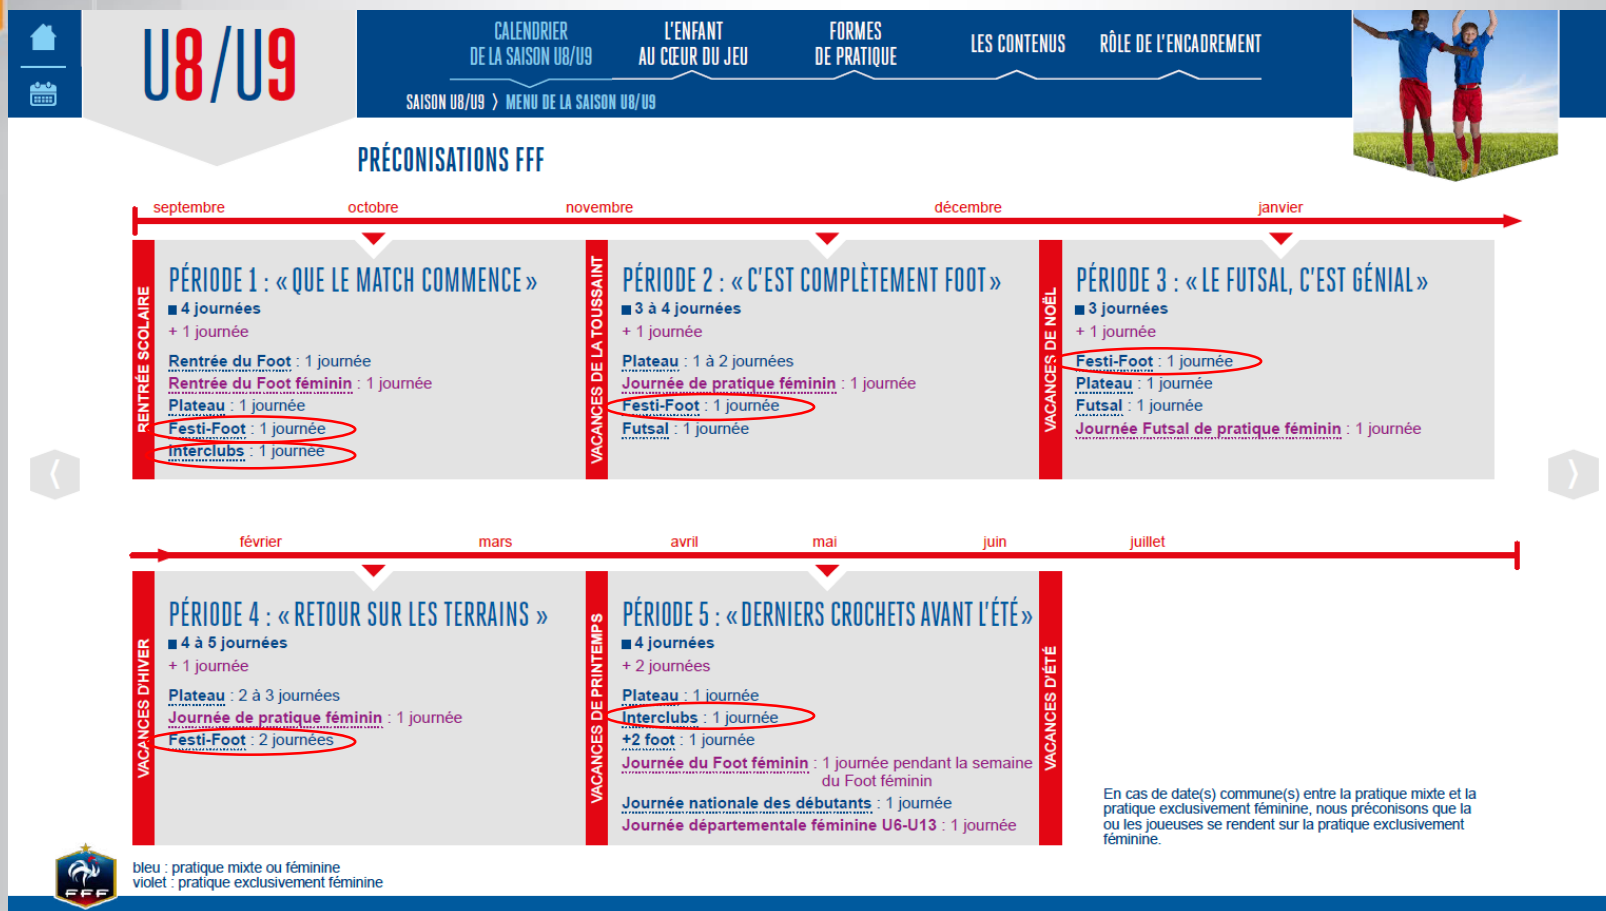 U8/U9
CALENDRIER
DE LA SAISON U8/U9
L'ENFANT
AU CŒUR DU JEU
FORMES
DE PRATIQUE
LES CONTENUS
RÔLE DE L'ENCADREMENT
SAISON U8/U9 ❭ MENU DE LA SAISON U8/U9
PRÉCONISATIONS FFF
septembre
octobre
novembre
décembre
janvier
RENTRÉE SCOLAIRE
PÉRIODE 1 : « QUE LE MATCH COMMENCE »
4 journées
+ 1 journée
Rentrée du Foot : 1 journée
Rentrée du Foot féminin : 1 journée
Plateau : 1 journée
Festi-Foot : 1 journée
Interclubs : 1 journée
VACANCES DE LA TOUSSAINT
PÉRIODE 2 : « C'EST COMPLÈTEMENT FOOT »
3 à 4 journées
+ 1 journée
Plateau : 1 à 2 journées
Journée de pratique féminin : 1 journée
Festi-Foot : 1 journée
Futsal : 1 journée
VACANCES DE NOËL
PÉRIODE 3 : « LE FUTSAL, C'EST GÉNIAL »
3 journées
+ 1 journée
Festi-Foot : 1 journée
Plateau : 1 journée
Futsal : 1 journée
Journée Futsal de pratique féminin : 1 journée
février
mars
avril
mai
juin
juillet
VACANCES D'HIVER
PÉRIODE 4 : « RETOUR SUR LES TERRAINS »
4 à 5 journées
+ 1 journée
Plateau : 2 à 3 journées
Journée de pratique féminin : 1 journée
Festi-Foot : 2 journées
VACANCES DE PRINTEMPS
PÉRIODE 5 : « DERNIERS CROCHETS AVANT L'ÉTÉ »
4 journées
+ 2 journées
Plateau : 1 journée
Interclubs : 1 journée
+2 foot : 1 journée
Journée du Foot féminin : 1 journée pendant la semaine
du Foot féminin
Journée nationale des débutants : 1 journée
Journée départementale féminine U6-U13 : 1 journée
VACANCES D'ÉTÉ
En cas de date(s) commune(s) entre la pratique mixte et la
pratique exclusivement féminine, nous préconisons que la
ou les joueuses se rendent sur la pratique exclusivement
féminine.
bleu : pratique mixte ou féminine
violet : pratique exclusivement féminine
FFF